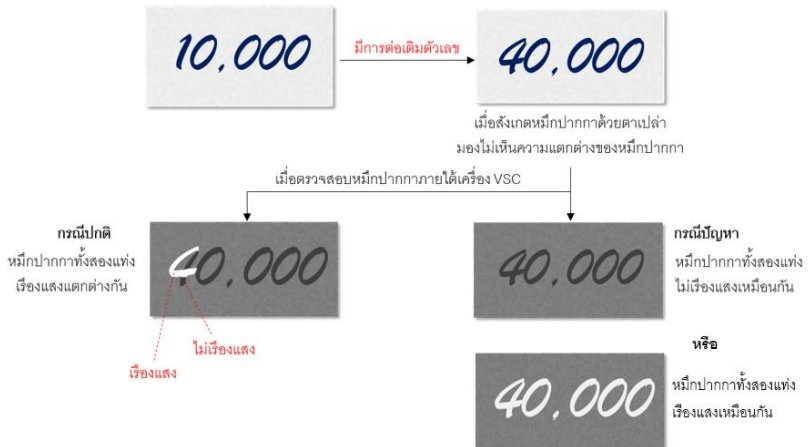 10,000
มีการต่อเติมตัวเลข
40,000
เมื่อสังเกตหมึกปากกาด้วยตาเปล่า
มองไม่เห็นความแตกต่างของหมึกปากกา
เมื่อตรวจสอบหมึกปากกาภายใต้เครื่อง VSC
กรณีปกติ
หมึกปากกาทั้งสองแท่ง
เรืองแสงแตกต่างกัน
40,000
ไม่เรืองแสง
เรืองแสง
40,000
กรณีปัญหา
หมึกปากกาทั้งสองแท่ง
ไม่เรืองแสงเหมือนกัน
หรือ
40,000
หมึกปากกาทั้งสองแท่ง
เรืองแสงเหมือนกัน